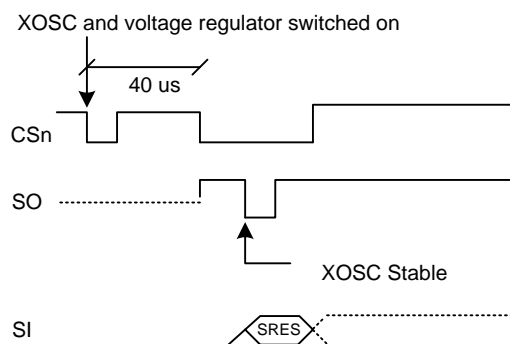 XOSC and voltage regulator switched on
40 us
CSn
SO
XOSC Stable
SI
SRES